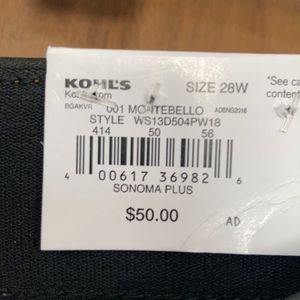 KOHL'S SIZE 28W *See ca
Kohls.com content
BGAKVR 001 MONTEBELLO ADBNG2016
STYLE WS13D504PW18
414 50 56
4 00617 36982 6
SONOMA PLUS
$50.00 AD